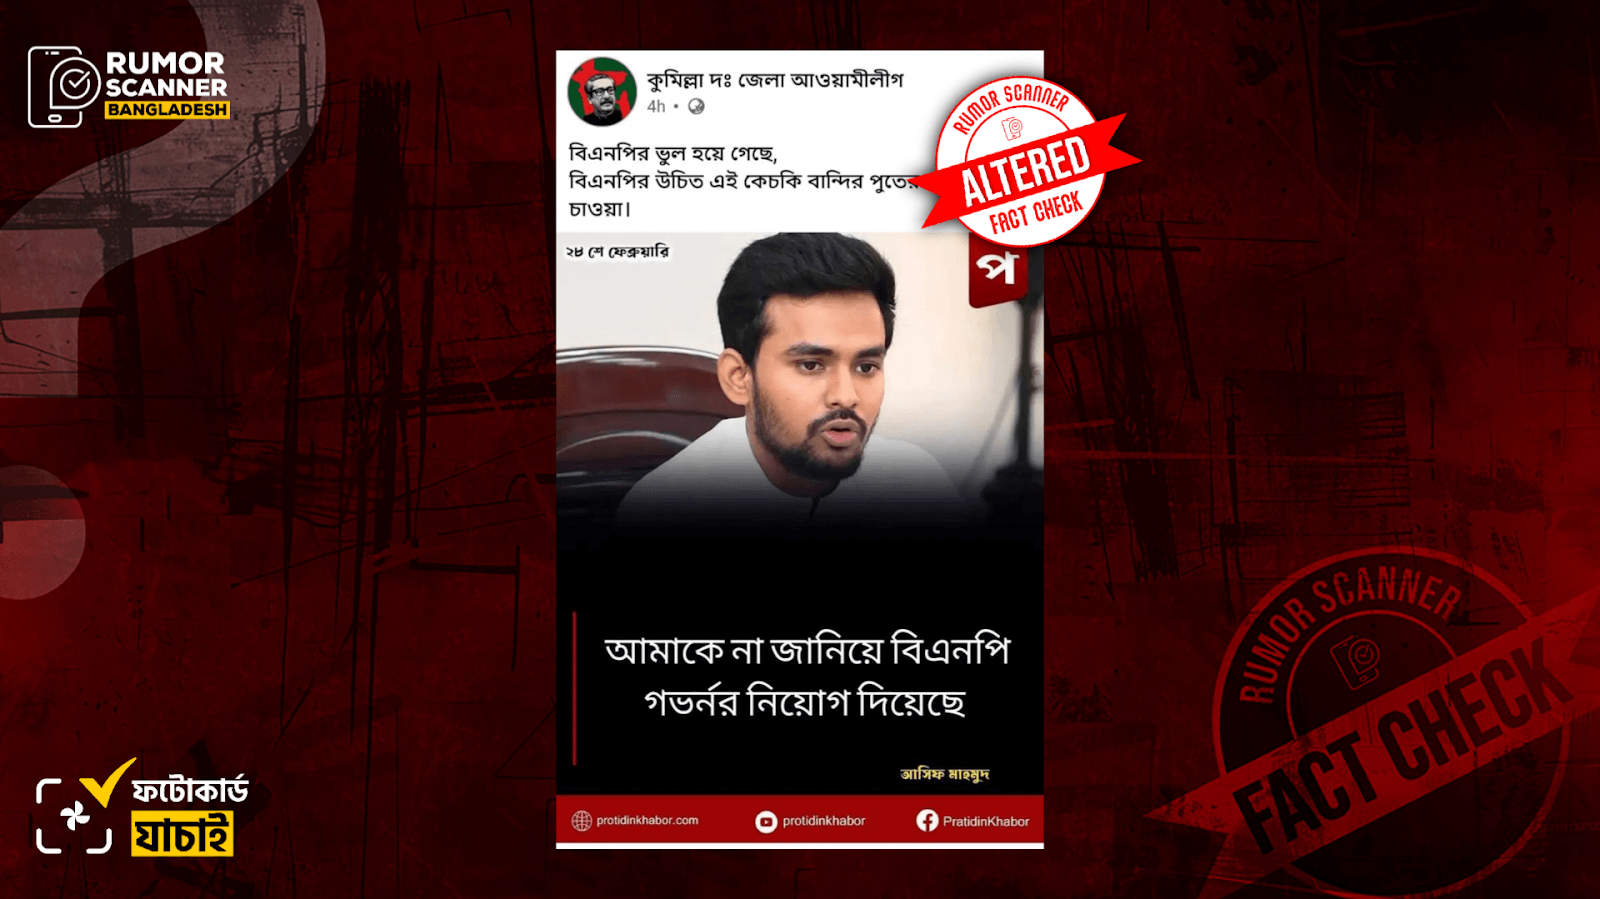 RUMOR
SCANNER
BANGLADESH
কুমিল্লা দঃ জেলা আওয়ামীলীগ
4h
বিএনপির ভুল হয়ে গেছে,
বিএনপির উচিত এই কেচকি বান্দির পুতের
চাওয়া।
RUMOR SCANNER
ALTERED
FACT CHECK
২৮ শে ফেব্রুয়ারি
প
আমাকে না জানিয়ে বিএনপি
গভর্নর নিয়োগ দিয়েছে
আসিফ মাহমুদ
protidinkhabor.com
protidinkhabor
PratidinKhabor
ফটোকার্ড
যাচাই
RUMOR SCANNER
FACT CHECK